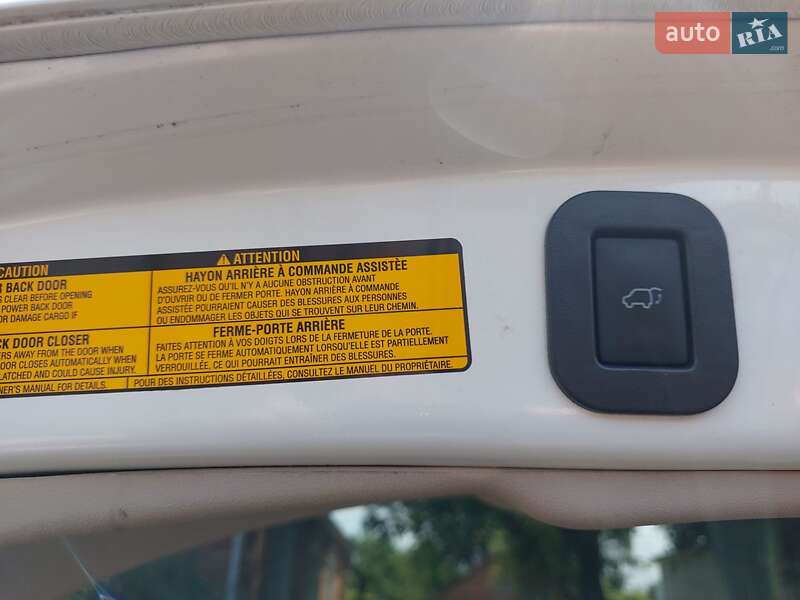 auto RIA .com
CAUTION
BACK DOOR
S CLEAR BEFORE OPENING
POWER BACK DOOR
OR DAMAGE CARGO IF
CK DOOR CLOSER
ERS AWAY FROM THE DOOR WHEN
DOOR CLOSES AUTOMATICALLY WHEN
LATCHED AND COULD CAUSE INJURY.
NER'S MANUAL FOR DETAILS.
ATTENTION
HAYON ARRIÈRE À COMMANDE ASSISTÉE
ASSUREZ-VOUS QU'IL N'Y A AUCUNE OBSTRUCTION AVANT
D'OUVRIR OU DE FERMER PORTE. HAYON ARRIÈRE À COMMANDE
ASSISTÉE POURRAIENT CAUSER DES BLESSURES AUX PERSONNES
OU ENDOMMAGER LES OBJETS QUI SE TROUVENT SUR LEUR CHEMIN.
FERME-PORTE ARRIÈRE
FAITES ATTENTION À VOS DOIGTS LORS DE LA FERMETURE DE LA PORTE.
LA PORTE SE FERME AUTOMATIQUEMENT LORSQU'ELLE EST PARTIELLEMENT
VERROUILLÉE, CE QUI POURRAIT ENTRAÎNER DES BLESSURES.
POUR DES INSTRUCTIONS DÉTAILLÉES, CONSULTEZ LE MANUEL DU PROPRIÉTAIRE.